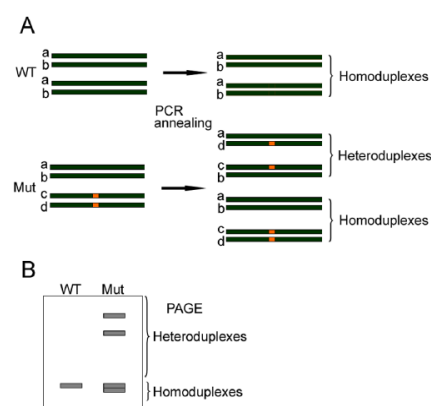 A
a
b
WT
a
b
PCR
annealing
a
b
a
b
Homoduplexes
a
b
Mut
c
d
a
d
c
b
Heteroduplexes
a
b
c
d
Homoduplexes
B
WT Mut PAGE
Heteroduplexes
Homoduplexes